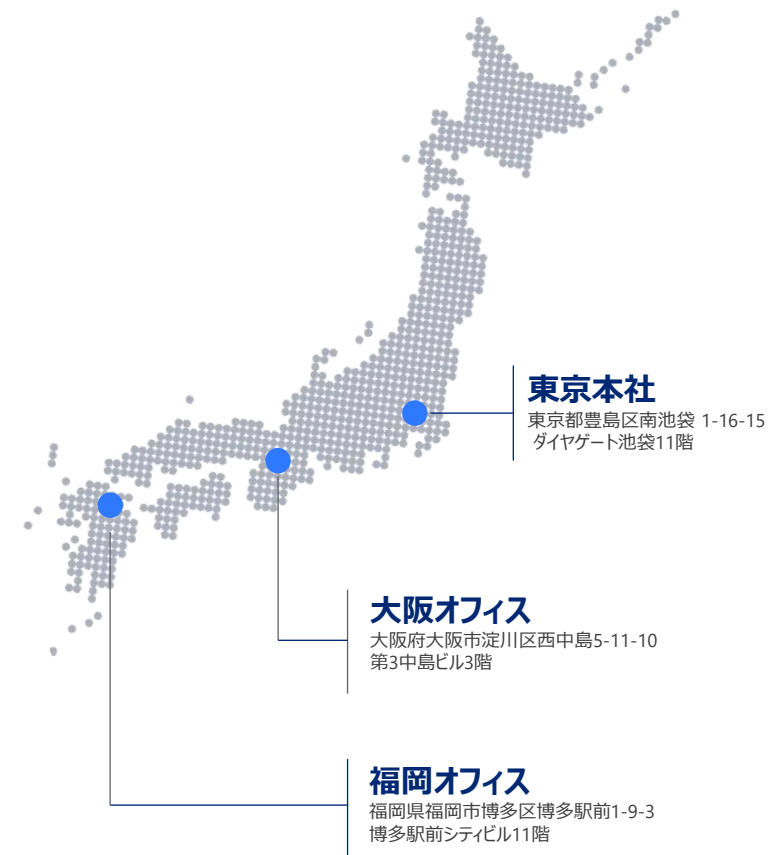 東京本社
東京都豊島区南池袋 1-16-15
ダイヤゲート池袋11階
大阪オフィス
大阪府大阪市淀川区西中島5-11-10
第3中島ビル3階
福岡オフィス
福岡県福岡市博多区博多駅前1-9-3
博多駅前シティビル11階